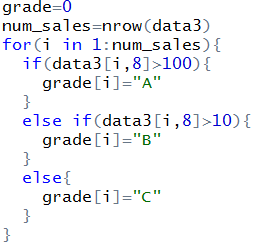 grade=0
num_sales=nrow(data3)
for(i in 1:num_sales){
  if(data3[i,8]>100){
    grade[i]="A"
  }
  else if(data3[i,8]>10){
    grade[i]="B"
  }
  else{
    grade[i]="C"
  }
}